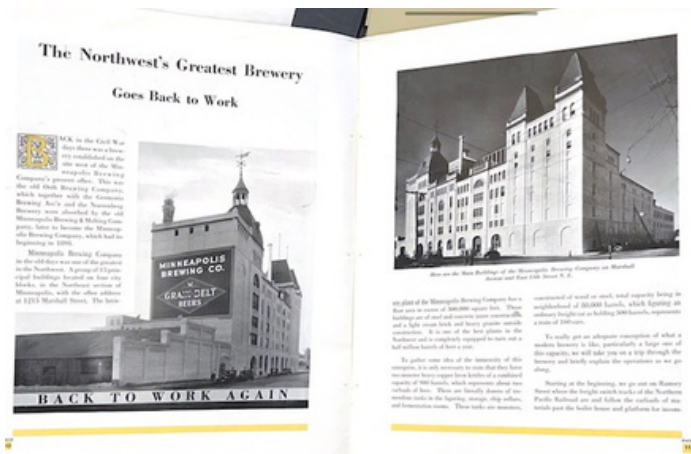 The Northwest's Greatest Brewery
Goes Back to Work
BACK in the Civil War
days there was a brew-
ery established on the
site next of the Min-
neapolis Brewing
Company's present office. This was
the old Orth Brewing Company,
which together with the Germania
Brewing Ass'n and the Norenberg
Brewery were absorbed by the old
Minneapolis Brewing & Malting Com-
pany, later to become the Minneap-
olis Brewing Company, which had its
beginning in
Minneapolis Brewing Company
in the old days was one of the greatest
in the Northwest. A group of 13 prin-
cipal buildings located on four city
blocks, in the Northeast section of
Minneapolis, with the office address
at 1215 Marshall Street. The brew-
MINNEAPOLIS
BREWING CO.
GRAIN BELT
BEERS
BACK TO WORK AGAIN
Here are the Main Buildings of the Minneapolis Brewing Company on Marshall
Avenue and East 13th Street N. E.
ery plant of the Minneapolis Brewing Company has a
floor area in excess of 300,000 square feet. These
buildings are of steel and concrete inner construction
and a light cream brick and heavy granite outside
construction. It is one of the best plants in the
Northwest and is completely equipped to turn out a
half million barrels of beer a year.
To gather some idea of the immensity of this
enterprise, it is only necessary to state that they have
two monster heavy copper brew kettles of a combined
capacity of 900 barrels, which represents about two
carloads of beer. There are literally dozens of tre-
mendous tanks in the lagering, storage, ship cellars,
and fermentation rooms. These tanks are monsters,
constructed of wood or steel, total capacity being in
neighborhood of 80,000 barrels, which figuring an
ordinary freight car as holding 500 barrels, represents
a train of 160 cars.
To really get an adequate conception of what a
modern brewery is like, particularly a large one of
this capacity, we will take you on a trip through the
brewery and briefly explain the operations as we go
along.
Starting at the beginning, we go out on Ramsey
Street where the freight switch tracks of the Northern
Pacific Railroad are and follow the carloads of ma-
terials past the boiler house and platform for incom-